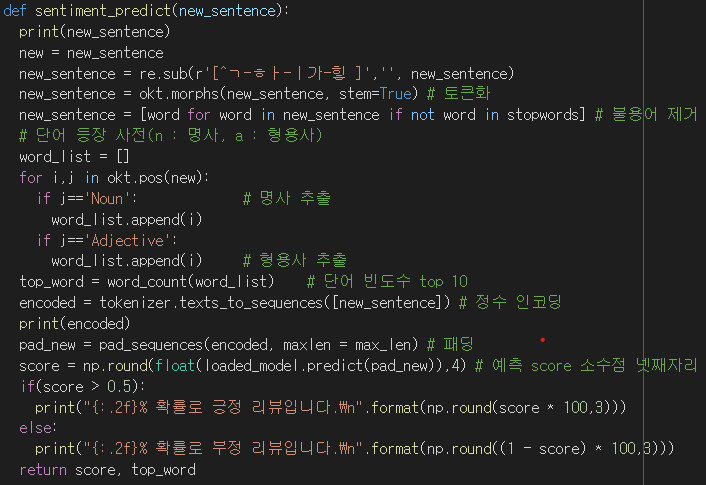 def sentiment_predict(new_sentence):
  print(new_sentence)
  new = new_sentence
  new_sentence = re.sub(r'[^ㄱ-ㅎㅏ-ㅣ가-힣 ]','', new_sentence)
  new_sentence = okt.morphs(new_sentence, stem=True) # 토큰화
  new_sentence = [word for word in new_sentence if not word in stopwords] # 불용어 제거
  # 단어 등장 사전(n : 명사, a : 형용사)
  word_list = []
  for i,j in okt.pos(new):
    if j=='Noun':            # 명사 추출
      word_list.append(i)
    if j=='Adjective':
      word_list.append(i)    # 형용사 추출
  top_word = word_count(word_list)    # 단어 빈도수 top 10
  encoded = tokenizer.texts_to_sequences([new_sentence]) # 정수 인코딩
  print(encoded)
  pad_new = pad_sequences(encoded, maxlen = max_len) # 패딩
  score = np.round(float(loaded_model.predict(pad_new)),4) # 예측 score 소수점 넷째자리
  if(score > 0.5):
    print("{:.2f}% 확률로 긍정 리뷰입니다.₩n".format(np.round(score * 100,3)))
  else:
    print("{:.2f}% 확률로 부정 리뷰입니다.₩n".format(np.round((1 - score) * 100,3)))
  return score, top_word